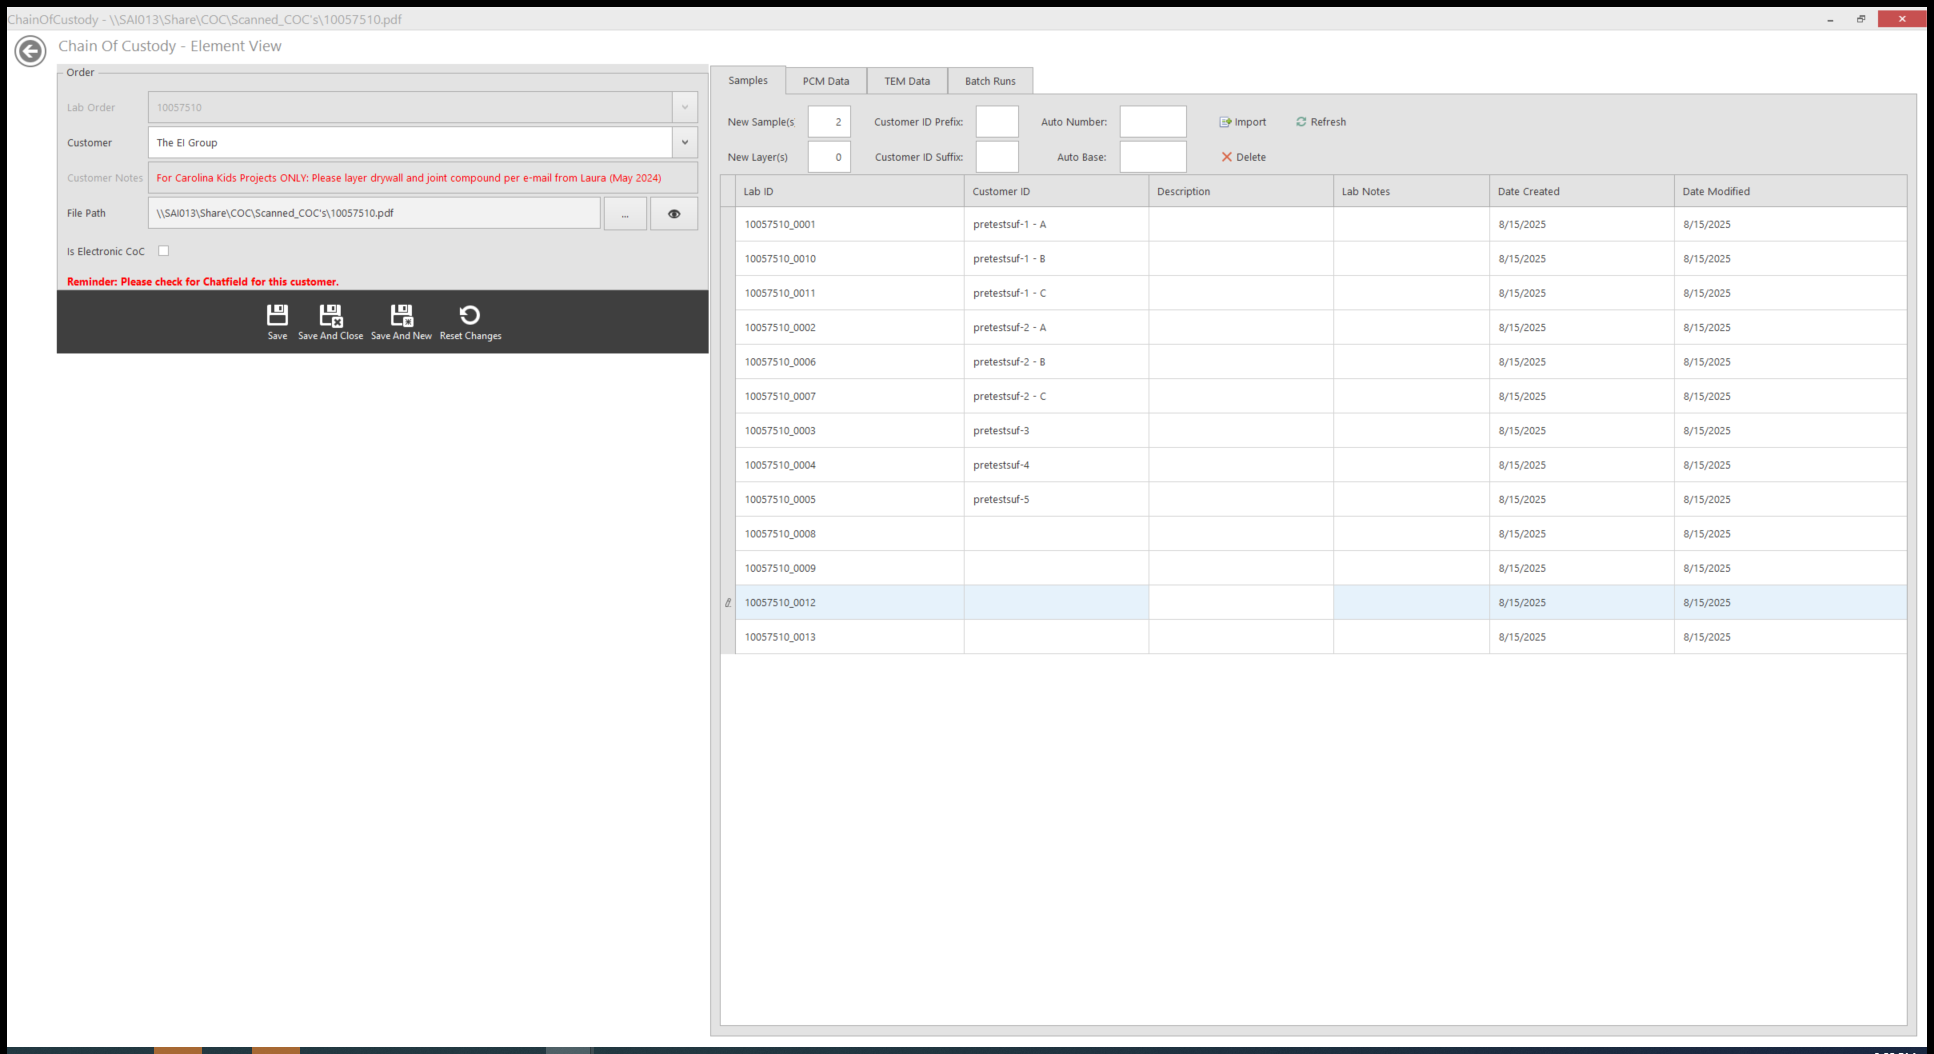 ChainOfCustody - \\SAI013\Share\COC\Scanned_COC's\10057510.pdf
Chain Of Custody - Element View
Order
Lab Order 10057510
Customer The EI Group
Customer Notes For Carolina Kids Projects ONLY: Please layer drywall and joint compound per e-mail from Laura (May 2024)
File Path \\SAI013\Share\COC\Scanned_COC's\10057510.pdf ...
Is Electronic CoC
Reminder: Please check for Chatfield for this customer.
Save Save And Close Save And New Reset Changes
Samples PCM Data TEM Data Batch Runs
New Sample(s 2 Customer ID Prefix: Auto Number: Import Refresh
New Layer(s) 0 Customer ID Suffix: Auto Base: Delete
Lab ID Customer ID Description Lab Notes Date Created Date Modified
10057510_0001 pretestsuf-1 - A 8/15/2025 8/15/2025
10057510_0010 pretestsuf-1 - B 8/15/2025 8/15/2025
10057510_0011 pretestsuf-1 - C 8/15/2025 8/15/2025
10057510_0002 pretestsuf-2 - A 8/15/2025 8/15/2025
10057510_0006 pretestsuf-2 - B 8/15/2025 8/15/2025
10057510_0007 pretestsuf-2 - C 8/15/2025 8/15/2025
10057510_0003 pretestsuf-3 8/15/2025 8/15/2025
10057510_0004 pretestsuf-4 8/15/2025 8/15/2025
10057510_0005 pretestsuf-5 8/15/2025 8/15/2025
10057510_0008 8/15/2025 8/15/2025
10057510_0009 8/15/2025 8/15/2025
10057510_0012 8/15/2025 8/15/2025
10057510_0013 8/15/2025 8/15/2025